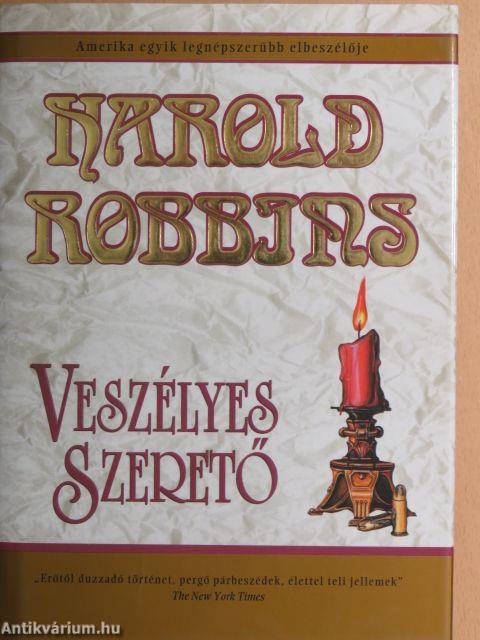 Amerika egyik legnépszerűbb elbeszélője
HAROLD
ROBBINS
VESZÉLYES
SZERETŐ
„Erőtől duzzadó történet, pergő párbeszédek, élettel teli jellemek”
The New York Times
Antikvárium.hu